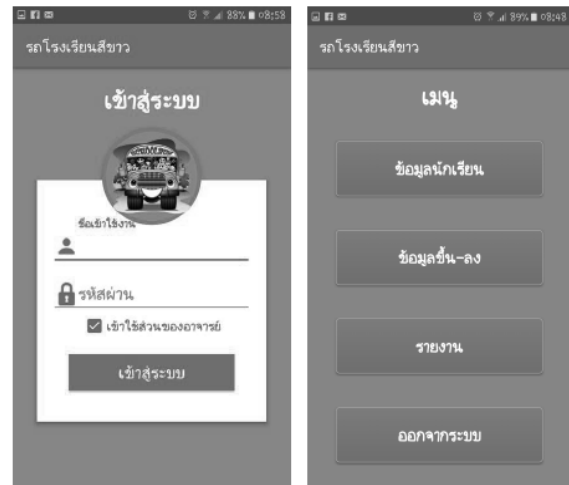 88% 08:58
รถโรงเรียนสีขาว
เข้าสู่ระบบ
ชื่อเข้าใช้งาน
รหัสผ่าน
เข้าใช้ส่วนของอาจารย์
เข้าสู่ระบบ
89% 08:48
รถโรงเรียนสีขาว
เมนู
ข้อมูลนักเรียน
ข้อมูลขึ้น-ลง
รายงาน
ออกจากระบบ